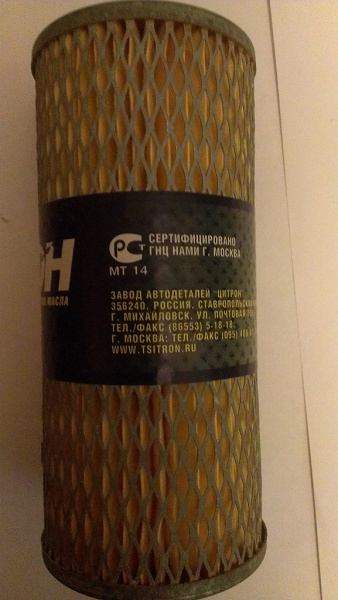 СЕРТИФИЦИРОВАНО
ГНЦ НАМИ Г. МОСКВА
МТ 14
МАСЛА
ЗАВОД АВТОДЕТАЛЕЙ "ЦИТРОН"
356240, РОССИЯ, СТАВРОПОЛЬСКИЙ
Г. МИХАЙЛОВСК, УЛ. ПОЧТОВАЯ
ТЕЛ./ФАКС (86553) 5-18-18.
Г. МОСКВА: ТЕЛ./ФАКС (095)
WWW.TSITRON.RU